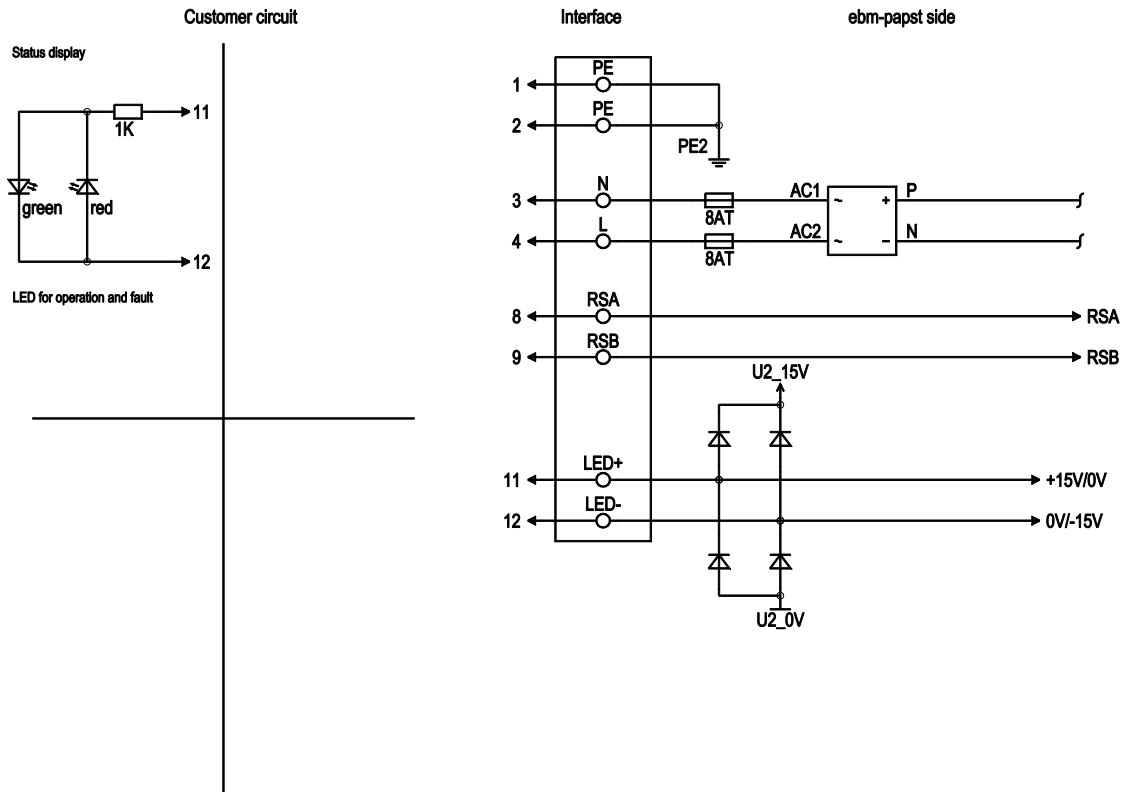 Customer circuit
Interface
ebm-papst side
Status display
11
1K
green
red
12
LED for operation and fault
1
PE
2
PE
PE2
3
N
8AT
AC1
~
+
P
4
L
8AT
AC2
~
-
N
8
RSA
RSA
9
RSB
RSB
U2_15V
11
LED+
+15V/0V
12
LED-
0V/-15V
U2_0V